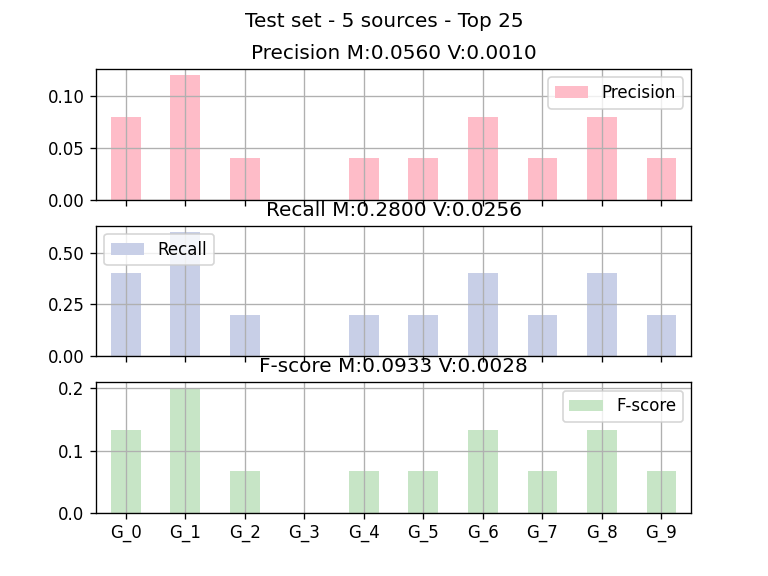 Test set - 5 sources - Top 25
Precision M:0.0560 V:0.0010
0.10
0.05
0.00
Precision
Recall M:0.2800 V:0.0256
0.50
0.25
0.00
Recall
F-score M:0.0933 V:0.0028
0.2
0.1
0.0
F-score
G_0 G_1 G_2 G_3 G_4 G_5 G_6 G_7 G_8 G_9